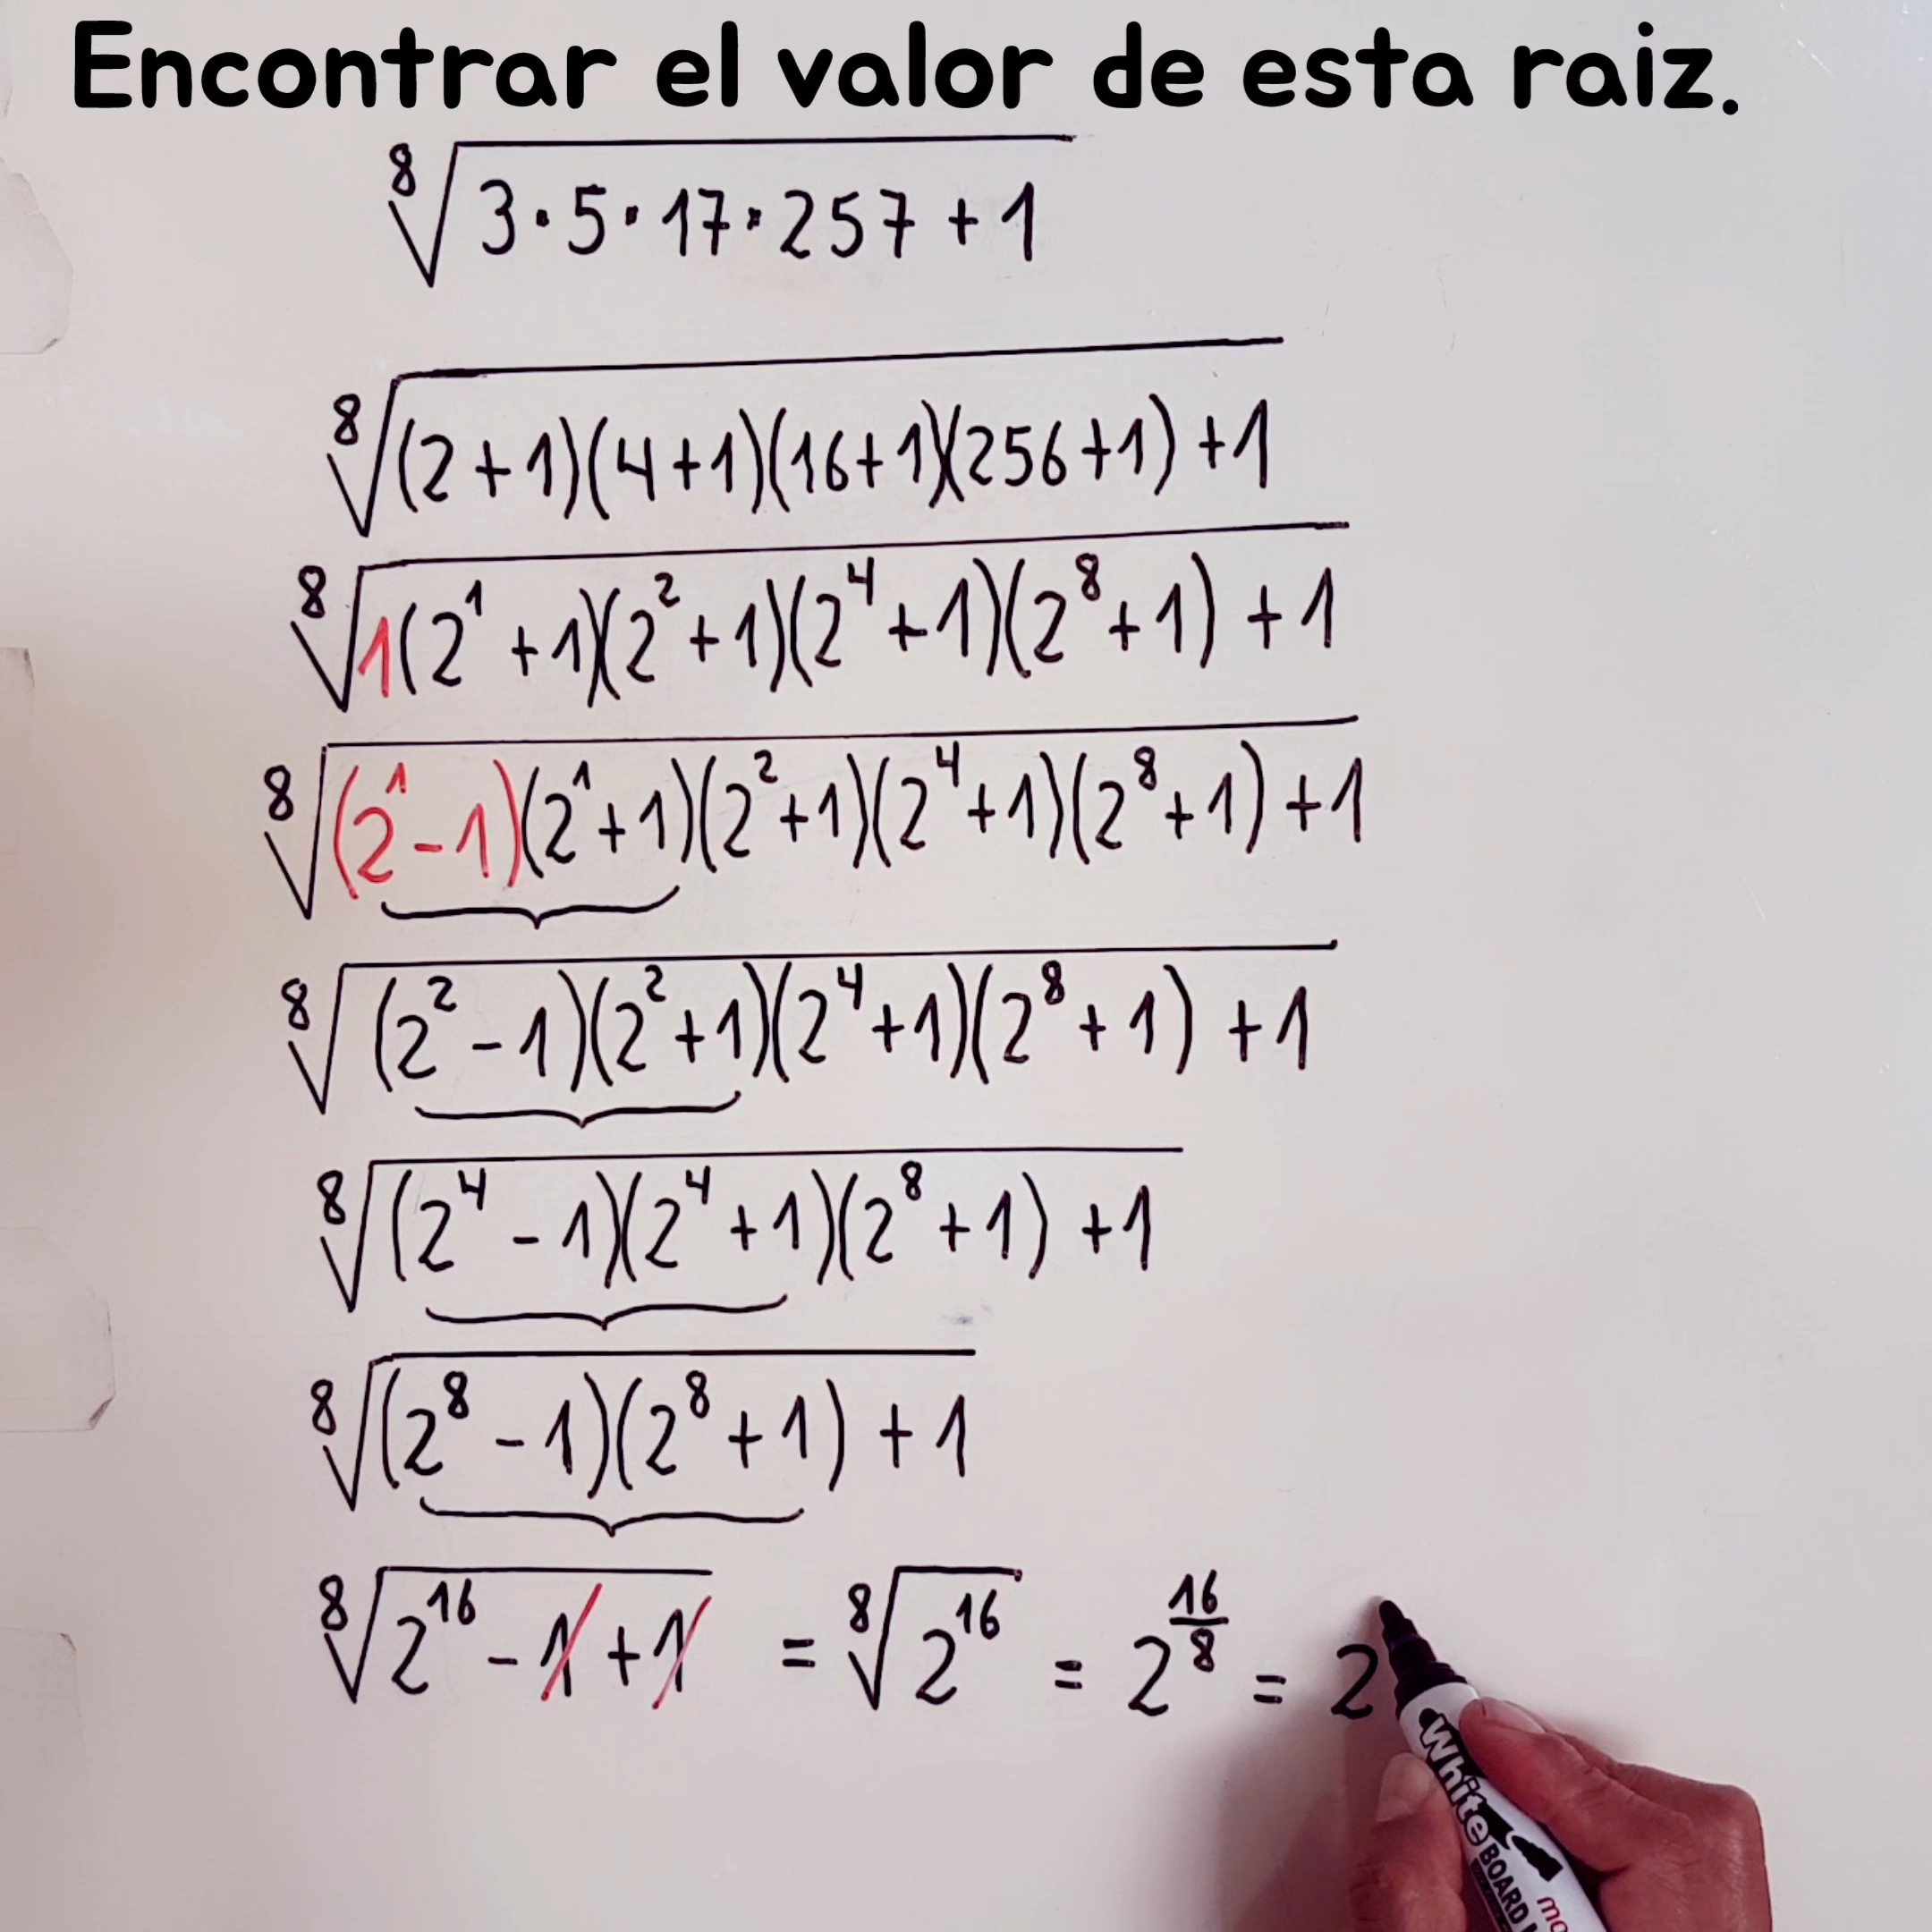 Encontrar el valor de esta raiz.
⁸√(3·5·17·257 + 1)
⁸√((2+1)(4+1)(16+1)(256+1) + 1)
⁸√(1(2¹+1)(2²+1)(2⁴+1)(2⁸+1) + 1)
⁸√((2¹-1)(2¹+1)(2²+1)(2⁴+1)(2⁸+1) + 1)
⁸√((2²-1)(2²+1)(2⁴+1)(2⁸+1) + 1)
⁸√((2⁴-1)(2⁴+1)(2⁸+1) + 1)
⁸√((2⁸-1)(2⁸+1) + 1)
⁸√(2¹⁶ - 1 + 1) = ⁸√(2¹⁶) = 2^(16/8) = 2
White
BOARD